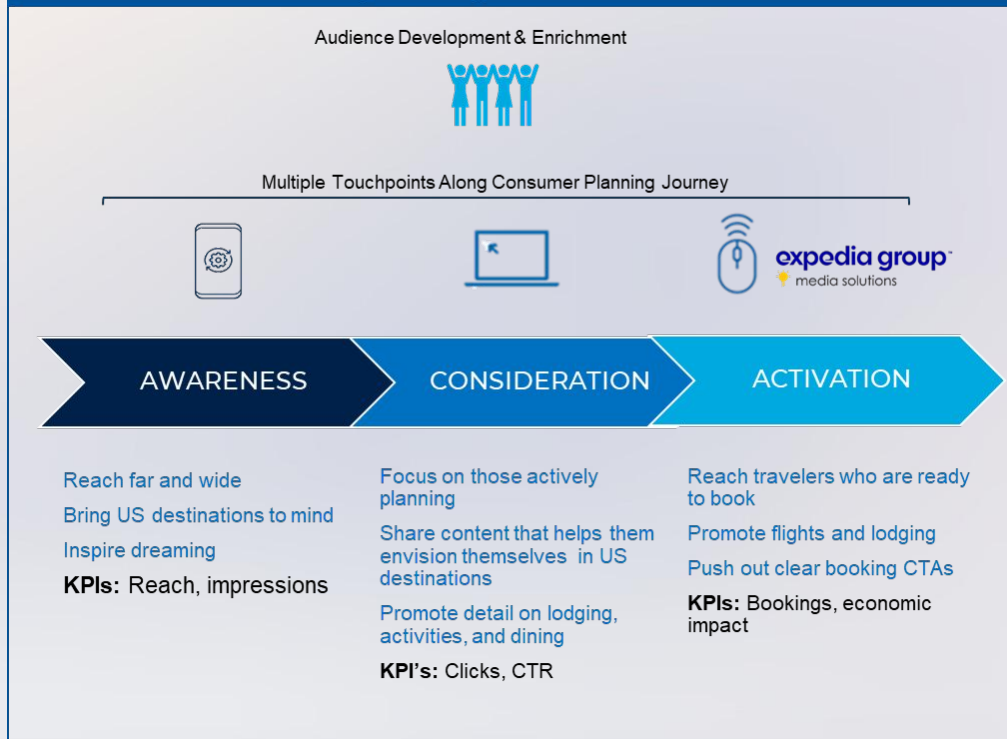 Audience Development & Enrichment
Multiple Touchpoints Along Consumer Planning Journey
expedia group™
media solutions
AWARENESS
CONSIDERATION
ACTIVATION
Reach far and wide
Bring US destinations to mind
Inspire dreaming
KPIs: Reach, impressions
Focus on those actively
planning
Share content that helps them
envision themselves in US
destinations
Promote detail on lodging,
activities, and dining
KPI's: Clicks, CTR
Reach travelers who are ready
to book
Promote flights and lodging
Push out clear booking CTAs
KPIs: Bookings, economic
impact